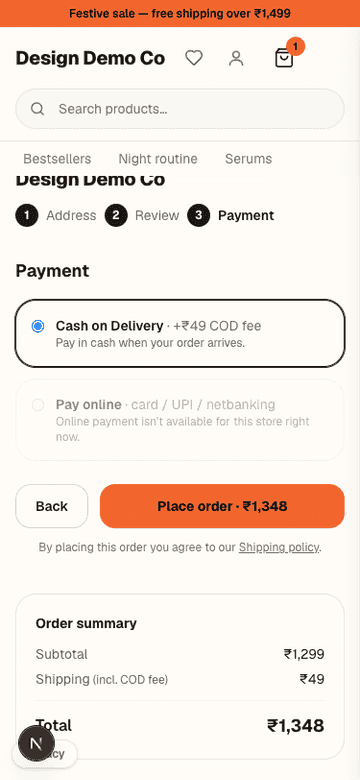 Festive sale — free shipping over ₹1,499
Design Demo Co
1
Search products...
Bestsellers Night routine Serums
Design Demo Co
1 Address 2 Review 3 Payment
Payment
Cash on Delivery · +₹49 COD fee
Pay in cash when your order arrives.
Pay online · card / UPI / netbanking
Online payment isn't available for this store right
now.
Back
Place order · ₹1,348
By placing this order you agree to our Shipping policy.
Order summary
Subtotal ₹1,299
Shipping (incl. COD fee) ₹49
Total ₹1,348
N